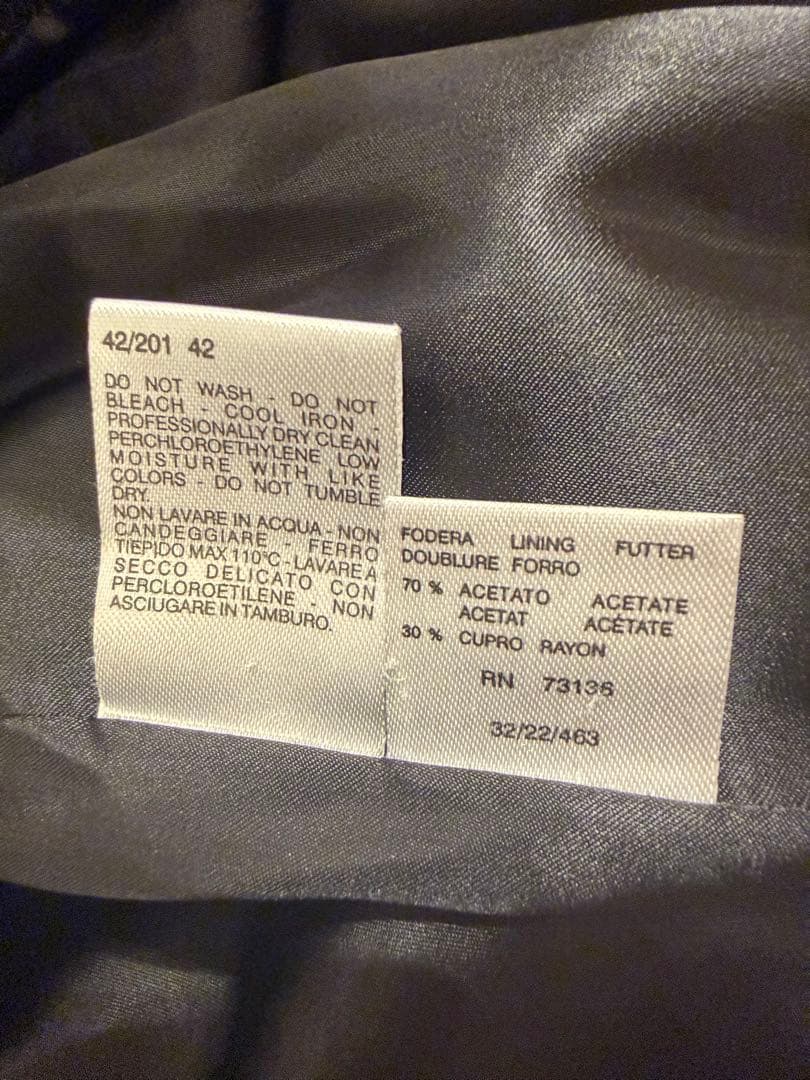 42/201 42
DO NOT WASH - DO NOT
BLEACH - COOL IRON -
PROFESSIONALLY DRY CLEAN
PERCHLOROETHYLENE LOW
MOISTURE WITH LIKE
COLORS - DO NOT TUMBLE
DRY.
NON LAVARE IN ACQUA - NON
CANDEGGIARE - FERRO
TIEPIDO MAX 110°C - LAVARE A
SECCO DELICATO CON
PERCLOROETILENE - NON
ASCIUGARE IN TAMBURO.
FODERA LINING FUTTER
DOUBLURE FORRO
70 % ACETATO ACETATE
ACETAT ACÉTATE
30 % CUPRO RAYON
RN 73136
32/22/463